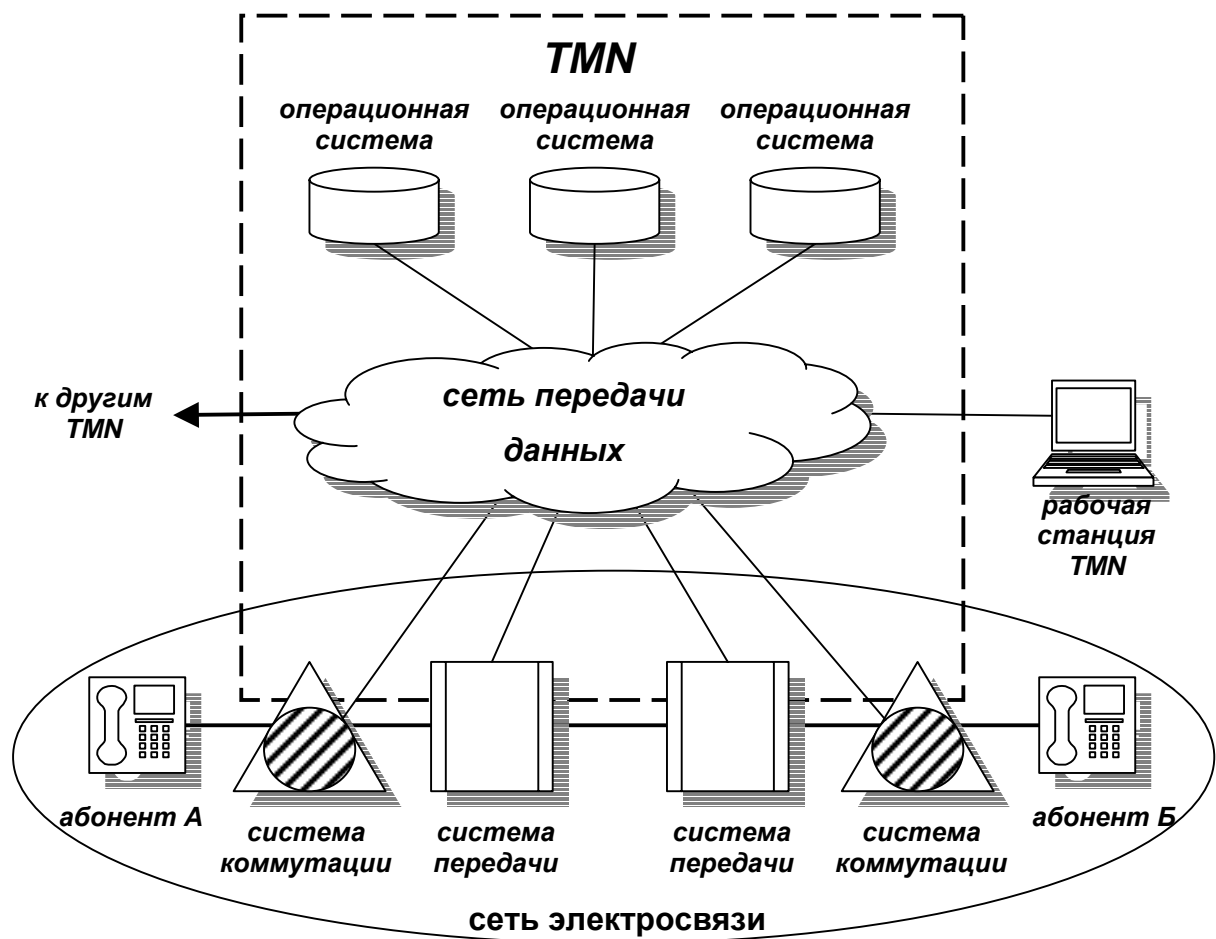 TMN
операционная
система
операционная
система
операционная
система
сеть передачи
данных
к другим
TMN
рабочая
станция
TMN
абонент А
система
коммутации
система
передачи
система
передачи
система
коммутации
абонент Б
сеть электросвязи